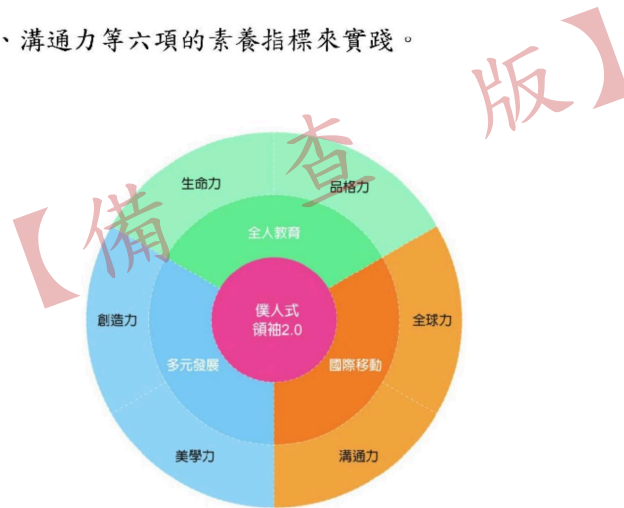 、溝通力等六項的素養指標來實踐。
【備查版】
生命力
品格力
全人教育
創造力
僕人式
領袖2.0
全球力
多元發展
國際移動
美學力
溝通力